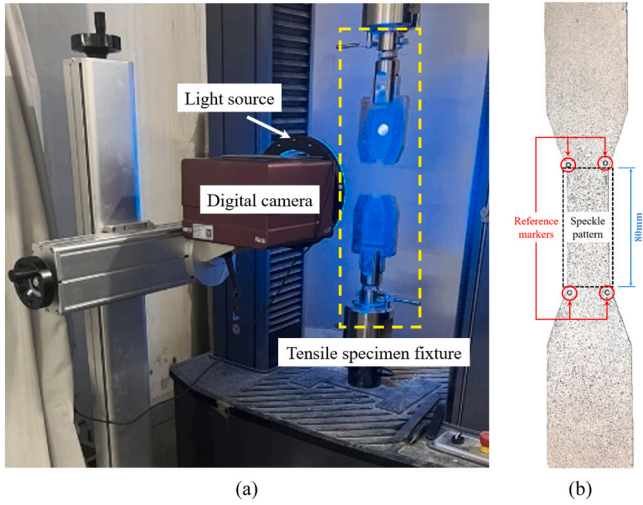 Light source
Digital camera
Tensile specimen fixture
Reference
markers
Speckle
pattern
80mm
(a)
(b)